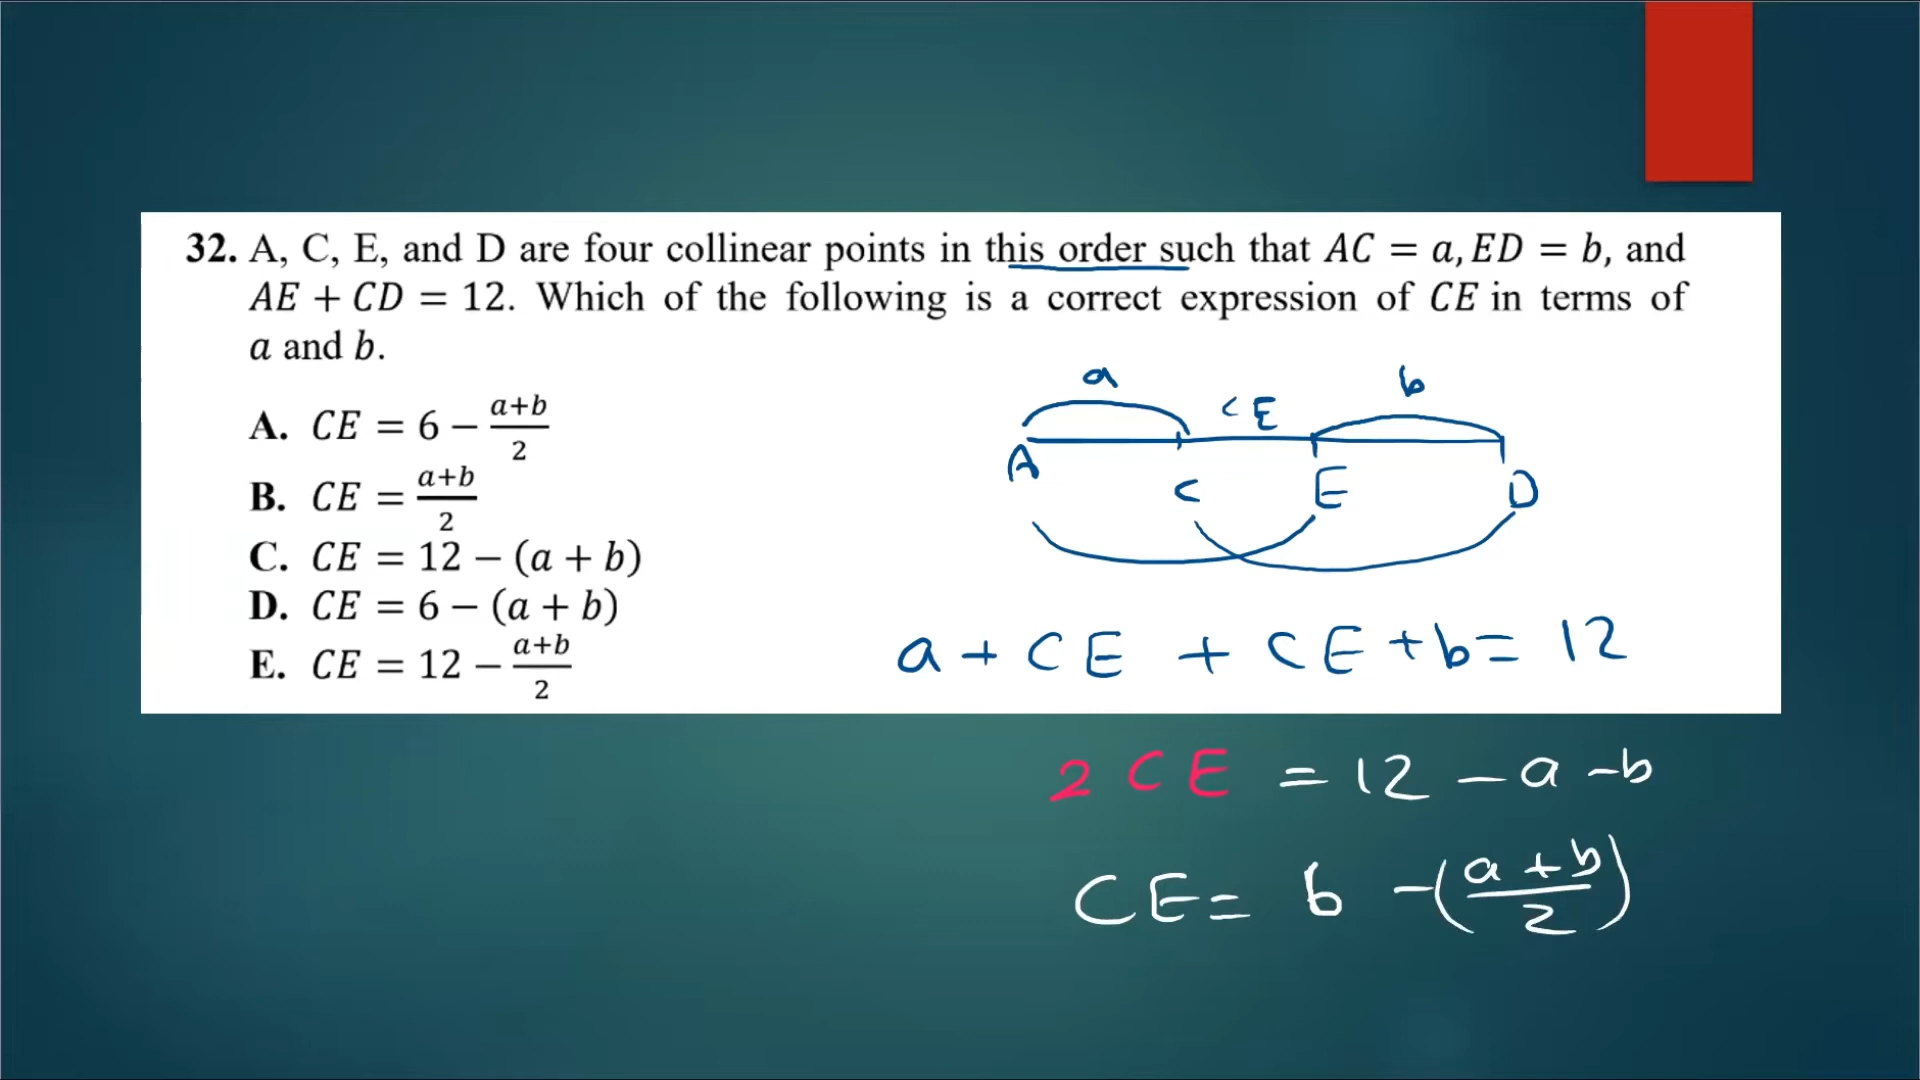 32. A, C, E, and D are four collinear points in this order such that AC = a, ED = b, and
AE + CD = 12. Which of the following is a correct expression of CE in terms of
a and b.
A. CE = 6 − (a+b)/2
B. CE = (a+b)/2
C. CE = 12 − (a + b)
D. CE = 6 − (a + b)
E. CE = 12 − (a+b)/2
a CE b
A C E D
a + CE + CE + b = 12
2 CE = 12 − a − b
CE = 6 − ((a + b)/2)